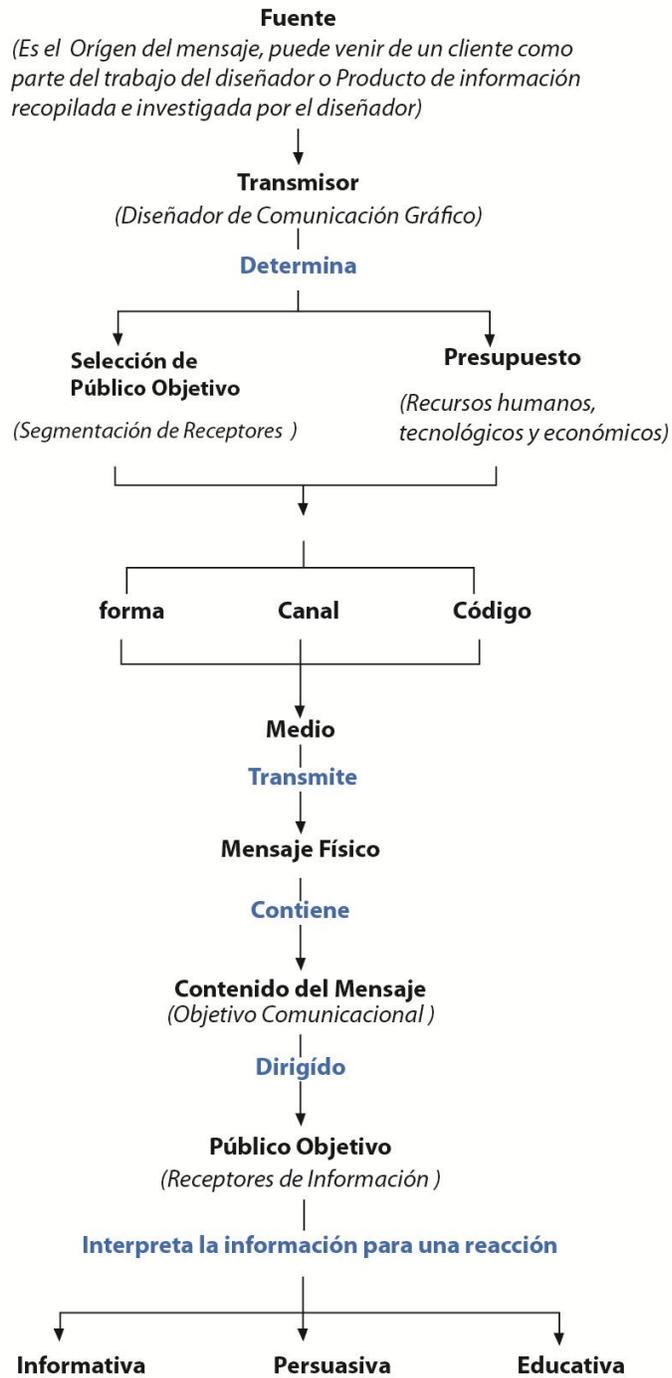 Fuente
(Es el Orígen del mensaje, puede venir de un cliente como
parte del trabajo del diseñador o Producto de información
recopilada e investigada por el diseñador)
Transmisor
(Diseñador de Comunicación Gráfico)
Determina
Selección de
Público Objetivo
(Segmentación de Receptores )
Presupuesto
(Recursos humanos,
tecnológicos y económicos)
forma Canal Código
Medio
Transmite
Mensaje Físico
Contiene
Contenido del Mensaje
(Objetivo Comunicacional )
Dirigído
Público Objetivo
(Receptores de Información )
Interpreta la información para una reacción
Informativa Persuasiva Educativa